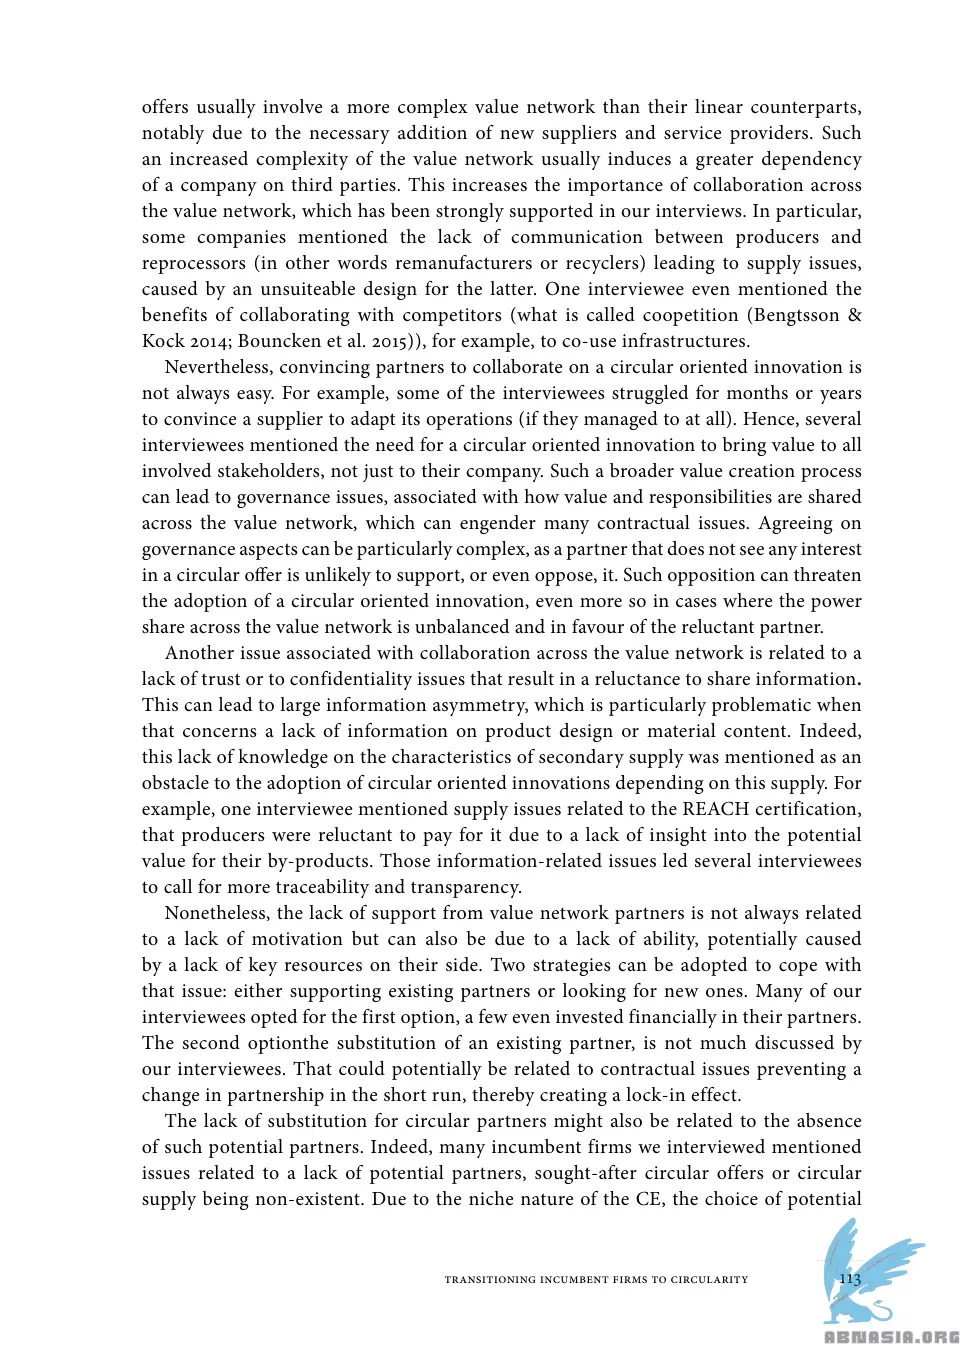 offers usually involve a more complex value network than their linear counterparts,
notably due to the necessary addition of new suppliers and service providers. Such
an increased complexity of the value network usually induces a greater dependency
of a company on third parties. This increases the importance of collaboration across
the value network, which has been strongly supported in our interviews. In particular,
some companies mentioned the lack of communication between producers and
reprocessors (in other words remanufacturers or recyclers) leading to supply issues,
caused by an unsuiteable design for the latter. One interviewee even mentioned the
benefits of collaborating with competitors (what is called coopetition (Bengtsson &
Kock 2014; Bouncken et al. 2015)), for example, to co-use infrastructures.
Nevertheless, convincing partners to collaborate on a circular oriented innovation is
not always easy. For example, some of the interviewees struggled for months or years
to convince a supplier to adapt its operations (if they managed to at all). Hence, several
interviewees mentioned the need for a circular oriented innovation to bring value to all
involved stakeholders, not just to their company. Such a broader value creation process
can lead to governance issues, associated with how value and responsibilities are shared
across the value network, which can engender many contractual issues. Agreeing on
governance aspects can be particularly complex, as a partner that does not see any interest
in a circular offer is unlikely to support, or even oppose, it. Such opposition can threaten
the adoption of a circular oriented innovation, even more so in cases where the power
share across the value network is unbalanced and in favour of the reluctant partner.
Another issue associated with collaboration across the value network is related to a
lack of trust or to confidentiality issues that result in a reluctance to share information.
This can lead to large information asymmetry, which is particularly problematic when
that concerns a lack of information on product design or material content. Indeed,
this lack of knowledge on the characteristics of secondary supply was mentioned as an
obstacle to the adoption of circular oriented innovations depending on this supply. For
example, one interviewee mentioned supply issues related to the REACH certification,
that producers were reluctant to pay for it due to a lack of insight into the potential
value for their by-products. Those information-related issues led several interviewees
to call for more traceability and transparency.
Nonetheless, the lack of support from value network partners is not always related
to a lack of motivation but can also be due to a lack of ability, potentially caused
by a lack of key resources on their side. Two strategies can be adopted to cope with
that issue: either supporting existing partners or looking for new ones. Many of our
interviewees opted for the first option, a few even invested financially in their partners.
The second optionthe substitution of an existing partner, is not much discussed by
our interviewees. That could potentially be related to contractual issues preventing a
change in partnership in the short run, thereby creating a lock-in effect.
The lack of substitution for circular partners might also be related to the absence
of such potential partners. Indeed, many incumbent firms we interviewed mentioned
issues related to a lack of potential partners, sought-after circular offers or circular
supply being non-existent. Due to the niche nature of the CE, the choice of potential
TRANSITIONING INCUMBENT FIRMS TO CIRCULARITY 113
ABNASIA.ORG